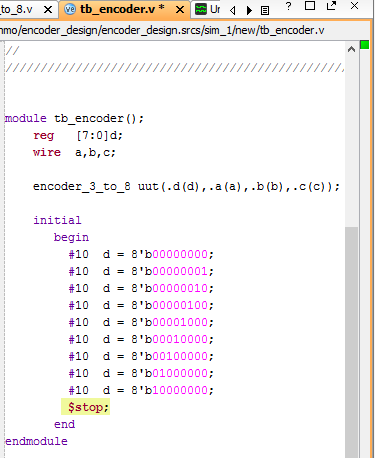 _to_8.v × tb_encoder.v * × Ur
nmo/encoder_design/encoder_design.srcs/sim_1/new/tb_encoder.v
//
////////////////////////////////////////////////
module tb_encoder();
reg [7:0]d;
wire a,b,c;
encoder_3_to_8 uut(.d(d),.a(a),.b(b),.c(c));
initial
begin
#10 d = 8'b00000000;
#10 d = 8'b00000001;
#10 d = 8'b00000010;
#10 d = 8'b00000100;
#10 d = 8'b00001000;
#10 d = 8'b00010000;
#10 d = 8'b00100000;
#10 d = 8'b01000000;
#10 d = 8'b10000000;
$stop;
end
endmodule